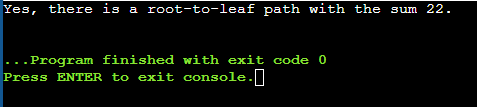 Yes, there is a root-to-leaf path with the sum 22.
...Program finished with exit code 0
Press ENTER to exit console.